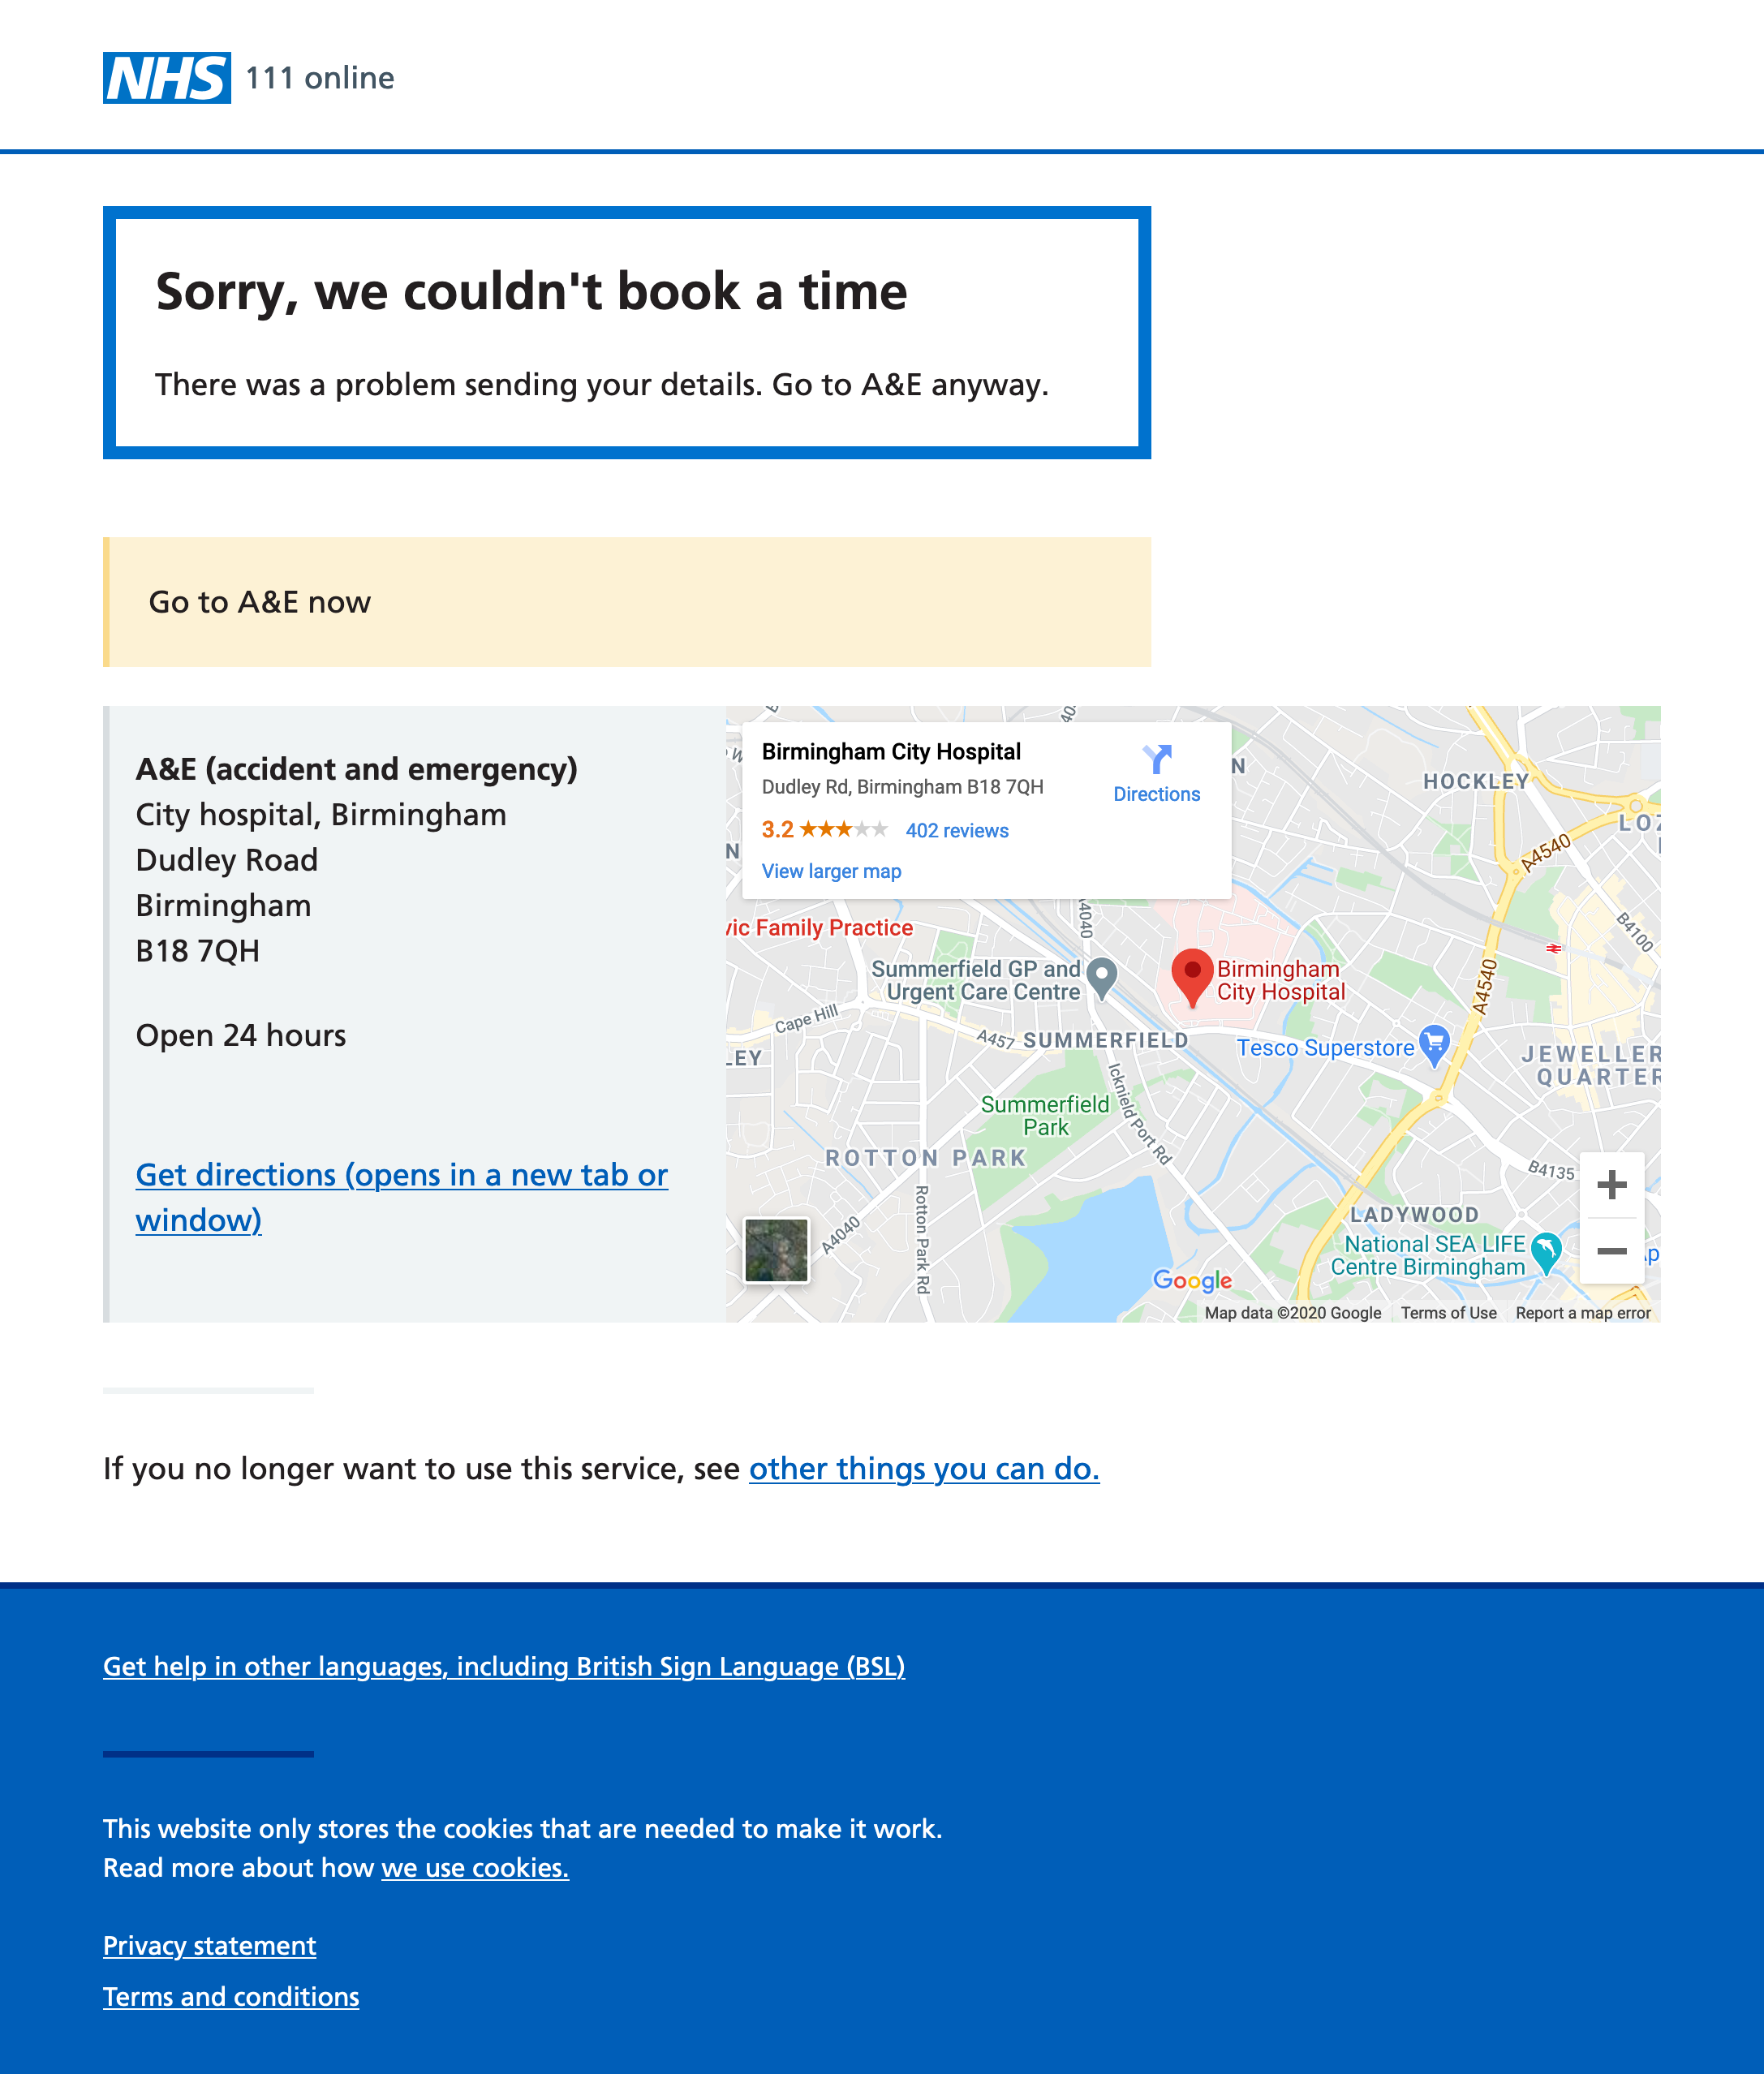 NHS 111 online
Sorry, we couldn't book a time
There was a problem sending your details. Go to A&E anyway.
Go to A&E now
A&E (accident and emergency)
City hospital, Birmingham
Dudley Road
Birmingham
B18 7QH
Open 24 hours
Get directions (opens in a new tab or
window)
Birmingham City Hospital
Dudley Rd, Birmingham B18 7QH
Directions
3.2
402 reviews
View larger map
HOCKLEY
A4540
B4100
A4040
vic Family Practice
Summerfield GP and
Urgent Care Centre
Birmingham
City Hospital
A4540
Cape Hill
A457
SUMMERFIELD
Tesco Superstore
JEWELLER
QUARTER
LEY
Icknield Port Rd
Summerfield
Park
ROTTON PARK
B4135
Rotton Park Rd
A4040
LADYWOOD
National SEA LIFE
Centre Birmingham
Google
Map data ©2020 Google
Terms of Use
Report a map error
If you no longer want to use this service, see other things you can do.
Get help in other languages, including British Sign Language (BSL)
This website only stores the cookies that are needed to make it work.
Read more about how we use cookies.
Privacy statement
Terms and conditions